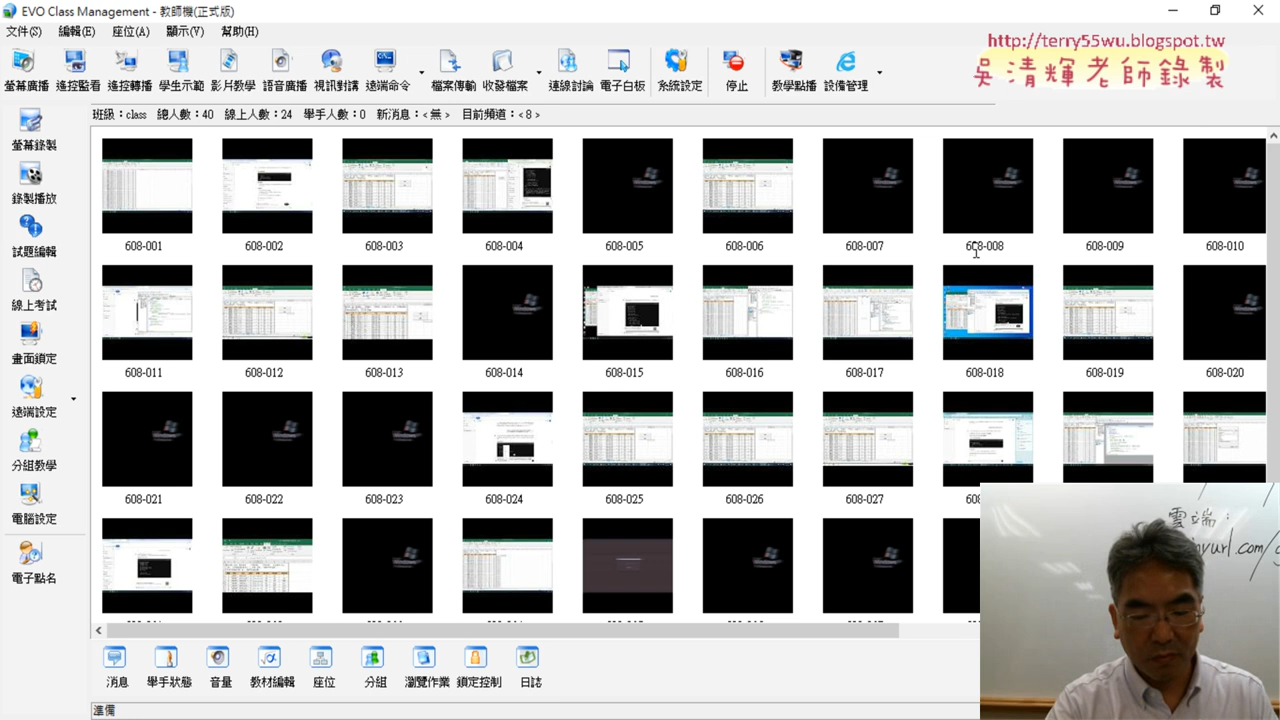 EVO Class Management - 教師機(正式版)
文件(S) 編輯(E) 座位(A) 顯示(V) 幫助(H)
http://terry55wu.blogspot.tw
吳清輝老師錄製
螢幕廣播 遙控監看 遙控轉播 學生示範 影片教學 語音廣播 視訊對講 遠端命令 檔案傳輸 收發檔案 連線討論 電子白板 系統設定 停止 教學點播 設備管理
班級：class 總人數：40 線上人數：24 舉手人數：0 新消息：<無> 目前頻道：<8>
螢幕錄製
錄製播放
試題編輯
線上考試
畫面鎖定
遠端設定
分組教學
電腦設定
電子點名
608-001 608-002 608-003 608-004 608-005 608-006 608-007 608-008 608-009 608-010
608-011 608-012 608-013 608-014 608-015 608-016 608-017 608-018 608-019 608-020
608-021 608-022 608-023 608-024 608-025 608-026 608-027
雲端：
yurl.com/g
消息 舉手狀態 音量 教材編輯 座位 分組 瀏覽作業 鎖定控制 日誌
準備